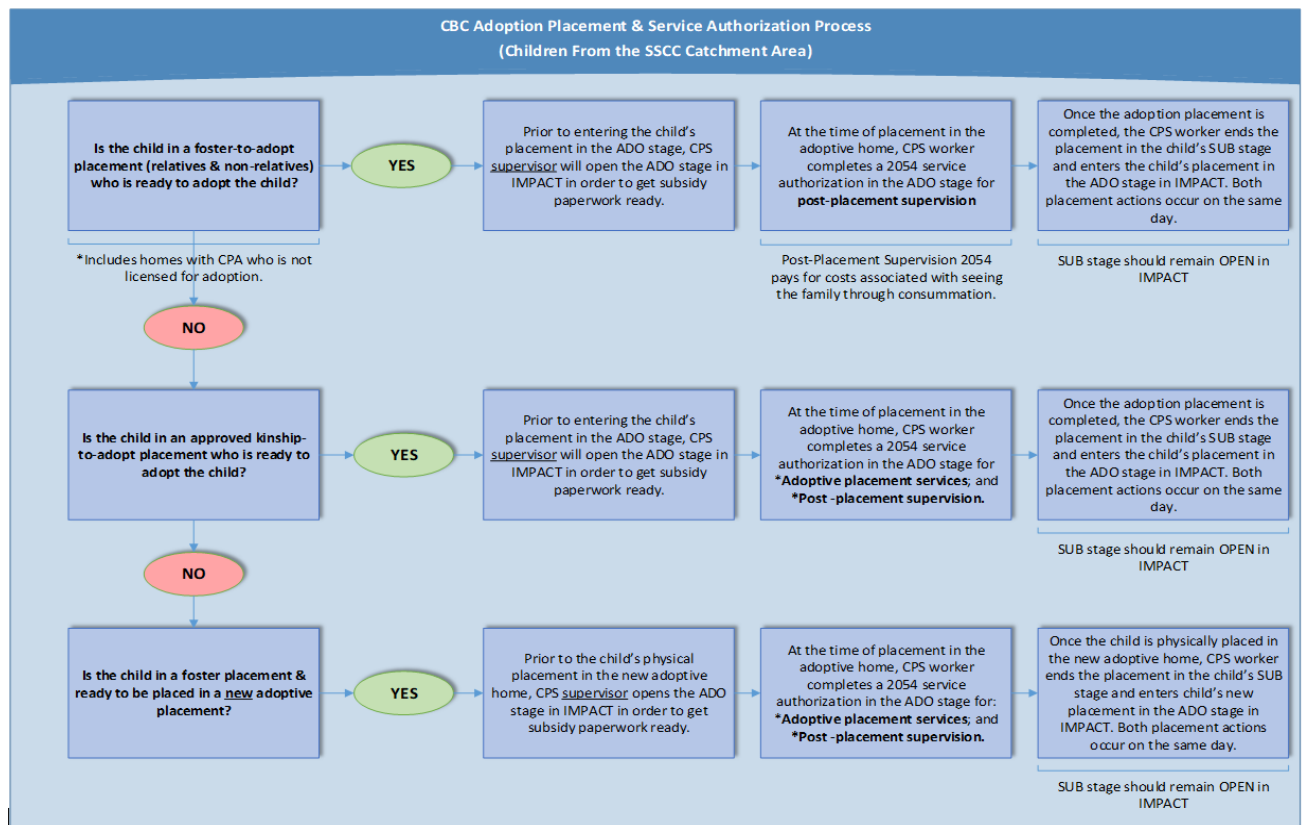 CBC Adoption Placement & Service Authorization Process
(Children From the SSCC Catchment Area)
Is the child in a foster-to-adopt
placement (relatives & non-relatives)
who is ready to adopt the child?
YES
Prior to entering the child's
placement in the ADO stage, CPS
supervisor will open the ADO stage in
IMPACT in order to get subsidy
paperwork ready.
At the time of placement in the
adoptive home, CPS worker
completes a 2054 service
authorization in the ADO stage for
post-placement supervision
Once the adoption placement is
completed, the CPS worker ends the
placement in the child's SUB stage
and enters the child's placement in
the ADO stage in IMPACT. Both
placement actions occur on the same
day.
*Includes homes with CPA who is not
licensed for adoption.
Post-Placement Supervision 2054
pays for costs associated with seeing
the family through consummation.
SUB stage should remain OPEN in
IMPACT
NO
Is the child in an approved kinship-
to-adopt placement who is ready to
adopt the child?
YES
Prior to entering the child's
placement in the ADO stage, CPS
supervisor will open the ADO stage in
IMPACT in order to get subsidy
paperwork ready.
At the time of placement in the
adoptive home, CPS worker
completes a 2054 service
authorization in the ADO stage for
*Adoptive placement services; and
*Post -placement supervision.
Once the adoption placement is
completed, the CPS worker ends the
placement in the child's SUB stage
and enters the child's placement in
the ADO stage in IMPACT. Both
placement actions occur on the same
day.
SUB stage should remain OPEN in
IMPACT
NO
Is the child in a foster placement &
ready to be placed in a new adoptive
placement?
YES
Prior to the child's physical
placement in the new adoptive
home, CPS supervisor opens the ADO
stage in IMPACT in order to get
subsidy paperwork ready.
At the time of placement in the
adoptive home, CPS worker
completes a 2054 service
authorization in the ADO stage for:
*Adoptive placement services; and
*Post -placement supervision.
Once the child is physically placed in
the new adoptive home, CPS worker
ends the placement in the child's SUB
stage and enters child's new
placement in the ADO stage in
IMPACT. Both placement actions
occur on the same day.
SUB stage should remain OPEN in
IMPACT